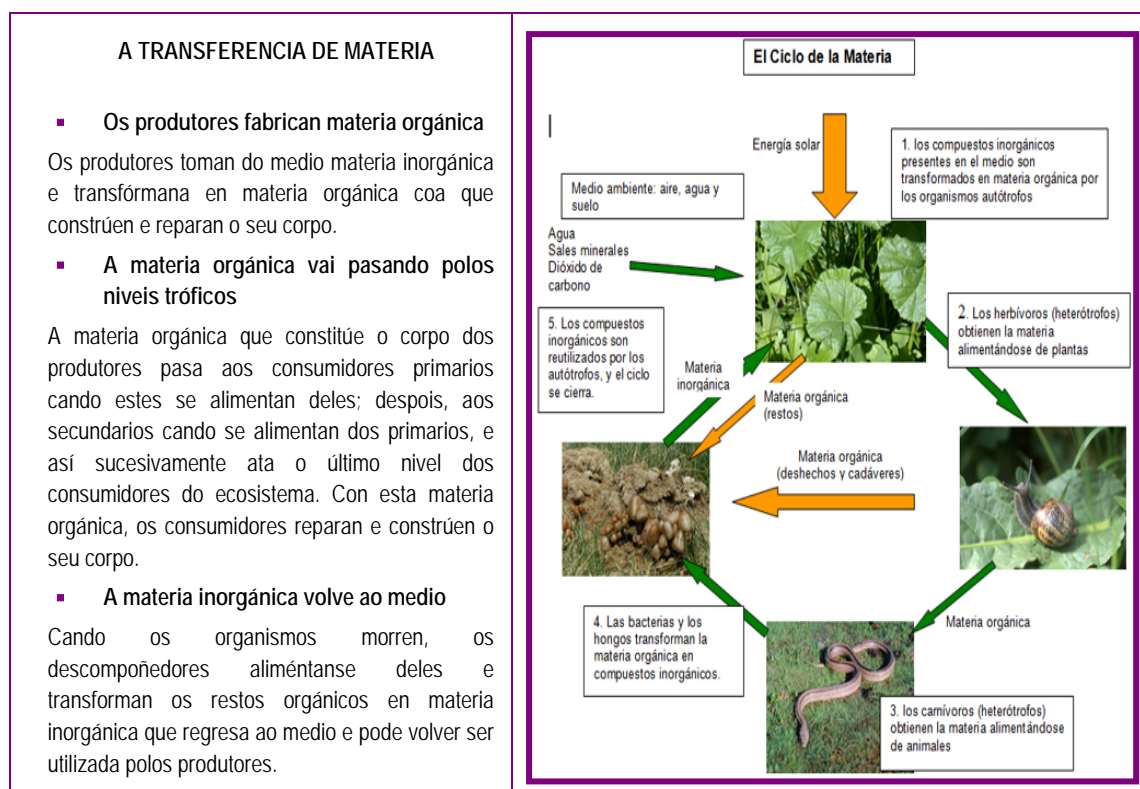 A TRANSFERENCIA DE MATERIA
▪ Os produtores fabrican materia orgánica
Os produtores toman do medio materia inorgánica
e transfórmana en materia orgánica coa que
constrúen e reparan o seu corpo.
▪ A materia orgánica vai pasando polos
niveis tróficos
A materia orgánica que constitúe o corpo dos
produtores pasa aos consumidores primarios
cando estes se alimentan deles; despois, aos
secundarios cando se alimentan dos primarios, e
así sucesivamente ata o último nivel dos
consumidores do ecosistema. Con esta materia
orgánica, os consumidores reparan e constrúen o
seu corpo.
▪ A materia inorgánica volve ao medio
Cando os organismos morren, os
descompoñedores aliméntanse deles e
transforman os restos orgánicos en materia
inorgánica que regresa ao medio e pode volver ser
utilizada polos produtores.
El Ciclo de la Materia
Energía solar
1. los compuestos inorgánicos
presentes en el medio son
transformados en materia orgánica por
los organismos autótrofos
Medio ambiente: aire, agua y
suelo
Agua
Sales minerales
Dióxido de
carbono
2. Los herbívoros (heterótrofos)
obtienen la materia
alimentándose de plantas
5. Los compuestos
inorgánicos son
reutilizados por los
autótrofos, y el ciclo
se cierra.
Materia
inorgánica
Materia orgánica
(restos)
Materia orgánica
(deshechos y cadáveres)
4. Las bacterias y los
hongos transforman la
materia orgánica en
compuestos inorgánicos.
Materia orgánica
3. los carnívoros (heterótrofos)
obtienen la materia alimentándose
de animales